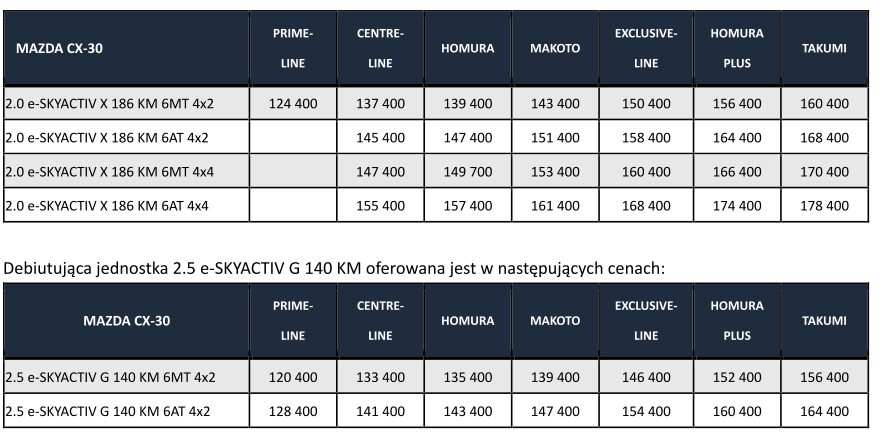 MAZDA CX-30 PRIME-LINE CENTRE-LINE HOMURA MAKOTO EXCLUSIVE-LINE HOMURA PLUS TAKUMI
2.0 e-SKYACTIV X 186 KM 6MT 4x2 124 400 137 400 139 400 143 400 150 400 156 400 160 400
2.0 e-SKYACTIV X 186 KM 6AT 4x2 145 400 147 400 151 400 158 400 164 400 168 400
2.0 e-SKYACTIV X 186 KM 6MT 4x4 147 400 149 700 153 400 160 400 166 400 170 400
2.0 e-SKYACTIV X 186 KM 6AT 4x4 155 400 157 400 161 400 168 400 174 400 178 400
Debiutująca jednostka 2.5 e-SKYACTIV G 140 KM oferowana jest w następujących cenach:
MAZDA CX-30 PRIME-LINE CENTRE-LINE HOMURA MAKOTO EXCLUSIVE-LINE HOMURA PLUS TAKUMI
2.5 e-SKYACTIV G 140 KM 6MT 4x2 120 400 133 400 135 400 139 400 146 400 152 400 156 400
2.5 e-SKYACTIV G 140 KM 6AT 4x2 128 400 141 400 143 400 147 400 154 400 160 400 164 400